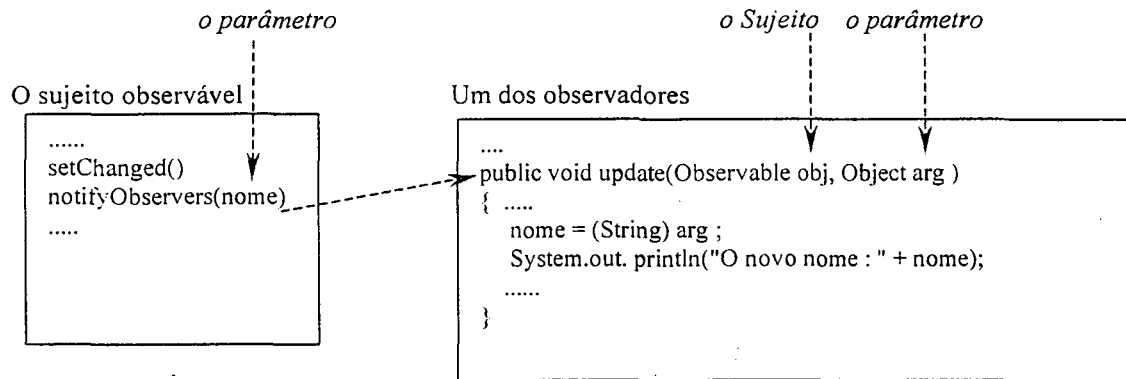 o parâmetro
o Sujeito o parâmetro
O sujeito observável
Um dos observadores
......
setChanged()
notifyObservers(nome)
.....
....
public void update(Observable obj, Object arg )
{ .....
nome = (String) arg ;
System.out. println("O novo nome : " + nome);
......
}